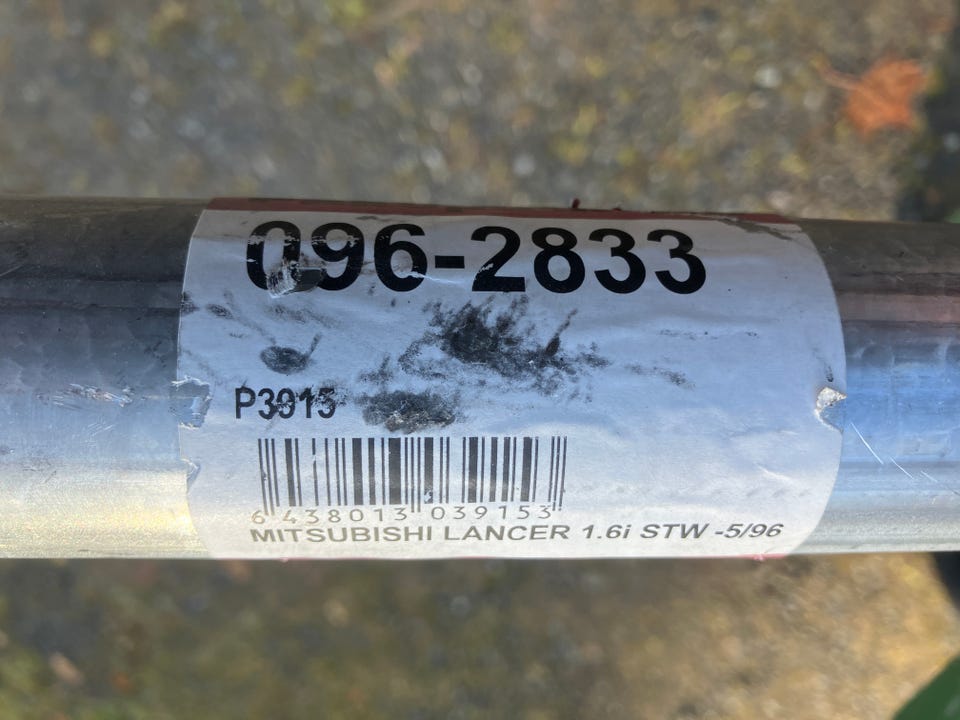 096-2833
P3915
6 438013 039153
MITSUBISHI LANCER 1.6i STW -5/96